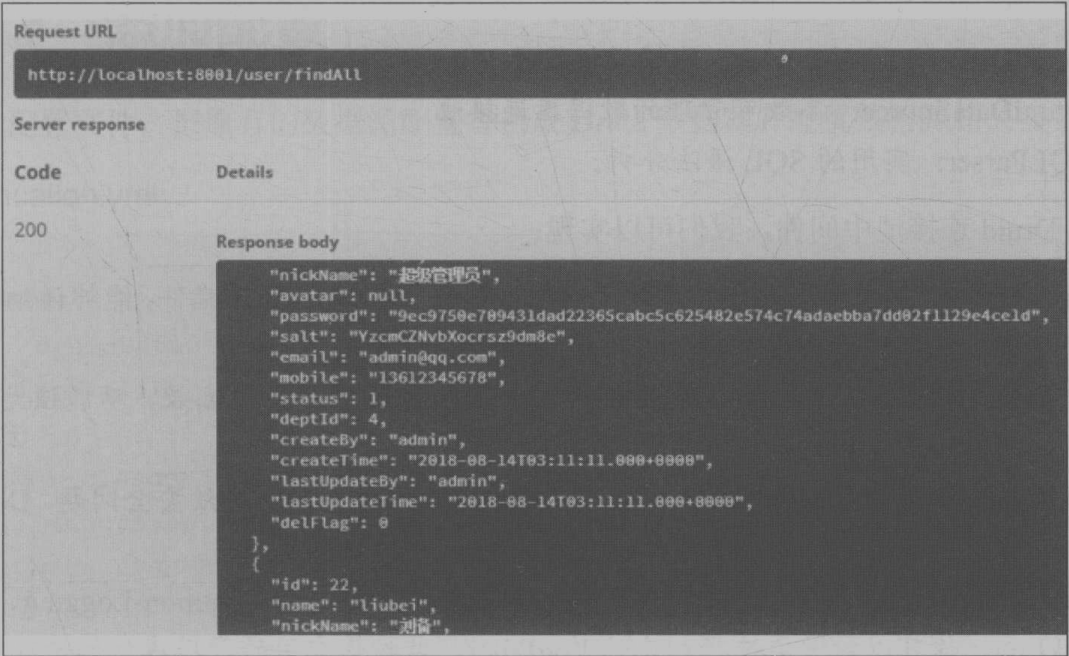 Request URL
http://localhost:8001/user/findAll
Server response
Code
Details
200
Response body
"nickName": "超级管理员",
"avatar": null,
"password": "9ec9750e709431dad22365cabc5c625482e574c74adaebba7dd02f1129e4ce1d",
"salt": "YzcmCZNvbXocrsz9dm8e",
"email": "admin@qq.com",
"mobile": "13612345678",
"status": 1,
"deptId": 4,
"createBy": "admin",
"createTime": "2018-08-14T03:11:11.000+0000",
"lastUpdateBy": "admin",
"lastUpdateTime": "2018-08-14T03:11:11.000+0000",
"delFlag": 0
},
{
"id": 22,
"name": "liubei",
"nickName": "刘备",